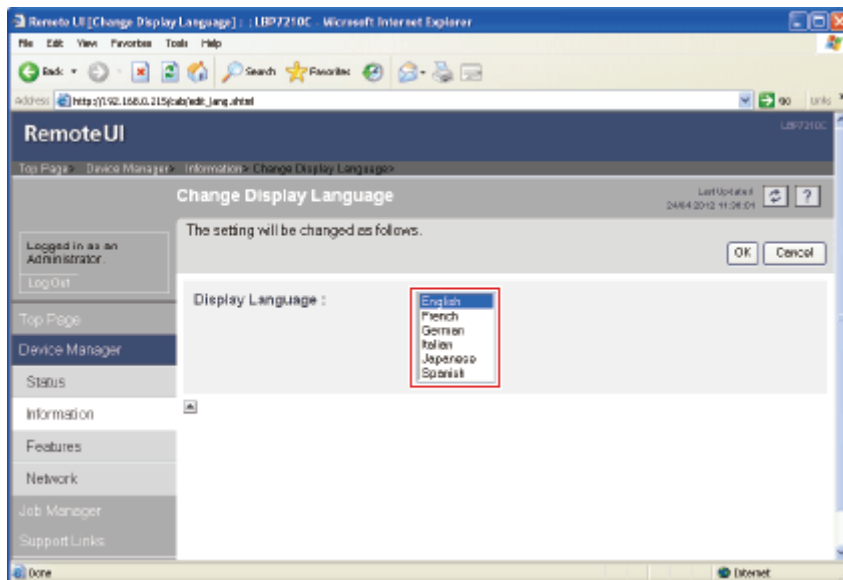 Remote UI [Change Display Language] : : LBP7210C - Microsoft Internet Explorer
File Edit View Favorites Tools Help
Back Search Favorites
Address http://192.168.0.215/cab/edit_lang.shtml Go Links
RemoteUI
LBP7210C
Top Page> Device Manager> Information> Change Display Language>
Change Display Language
Last Updated
24/04/2012 11:36:04
?
The setting will be changed as follows.
OK Cancel
Logged in as an
Administrator.
Log Out
Display Language :
English
French
German
Italian
Japanese
Spanish
Top Page
Device Manager
Status
Information
Features
Network
Job Manager
Support Links
Done
Internet